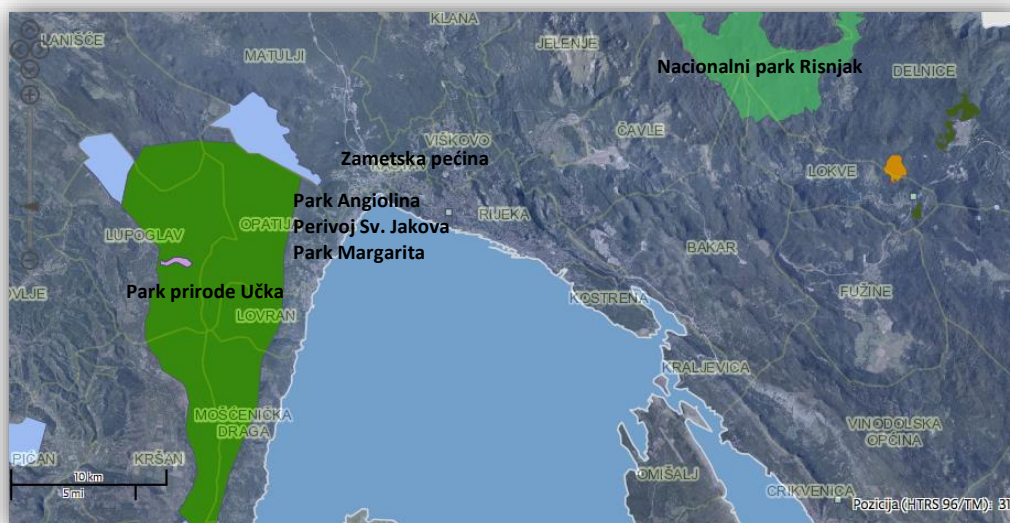 KLANA
LANIŠĆE
JELENJE
MATULJI
Nacionalni park Risnjak
DELNICE
ČAVLE
VIŠKOVO
Zametska pećina
LOKVE
Park Angiolina
RIJEKA
OPATIJA
Perivoj Sv. Jakova
LUPOGLAV
Park Margarita
BAKAR
Park prirode Učka
OVLJE
KOSTRENA
FUŽINE
LOVRAN
KRALJEVICA
MOŠĆENIČKA
DRAGA
VINODOLSKA
OPĆINA
PIĆAN
KRŠAN
10 km
5 mi
OMIŠALJ
CRIKVENICA
Pozicija (HTRS 96/TM): 31